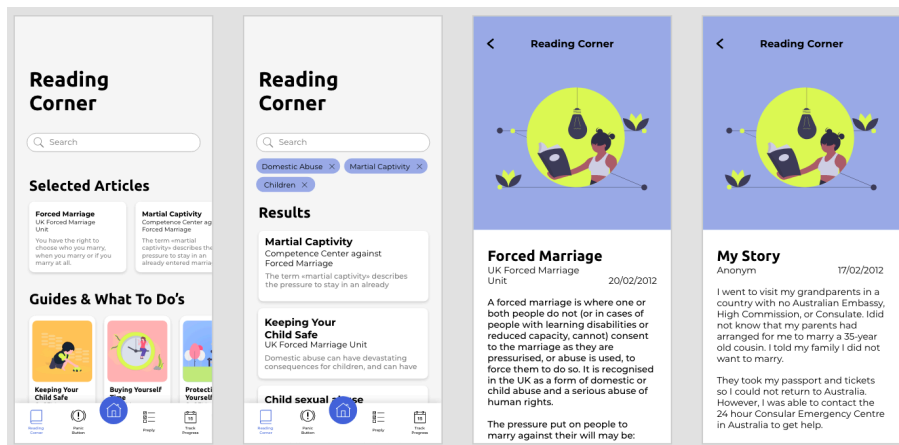 Reading
Corner
Search
Selected Articles
Forced Marriage
UK Forced Marriage
Unit
You have the right to
choose who you marry,
when you marry or if you
marry at all.
Martial Captivity
Competence Center ag
Forced Marriage
The term «martial
captivity» describes the
pressure to stay in an
already entered marria
Guides & What To Do's
Keeping Your
Child Safe
Buying Yourself
Time
Protecti
Yourself
Reading
Corner
Panic
Button
Preply
15
Track
Progress
Reading
Corner
Search
Domestic Abuse X
Martial Captivity X
Children X
Results
Martial Captivity
Competence Center against
Forced Marriage
The term «martial captivity» describes
the pressure to stay in an already
Keeping Your
Child Safe
UK Forced Marriage Unit
Domestic abuse can have devastating
consequences for children, and can have
Child sexual
Reading
Corner
Panic
Button
Preply
15
Track
Progress
Reading Corner
Forced Marriage
UK Forced Marriage
Unit 20/02/2012
A forced marriage is where one or
both people do not (or in cases of
people with learning disabilities or
reduced capacity, cannot) consent
to the marriage as they are
pressurised, or abuse is used, to
force them to do so. It is recognised
in the UK as a form of domestic or
child abuse and a serious abuse of
human rights.
The pressure put on people to
marry against their will may be:
Reading Corner
My Story
Anonym 17/02/2012
I went to visit my grandparents in a
country with no Australian Embassy,
High Commission, or Consulate. Idid
not know that my parents had
arranged for me to marry a 35-year
old cousin. I told my family I did not
want to marry.
They took my passport and tickets
so I could not return to Australia.
However, I was able to contact the
24 hour Consular Emergency Centre
in Australia to get help.